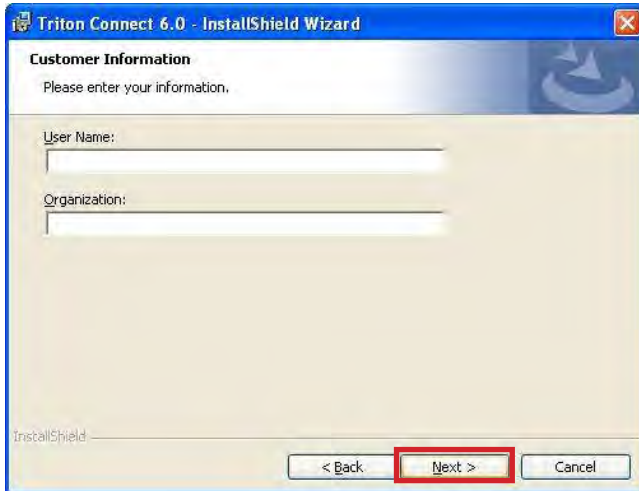 Triton Connect 6.0 - InstallShield Wizard
Customer Information
Please enter your information.
User Name:
Organization:
InstallShield
< Back
Next >
Cancel